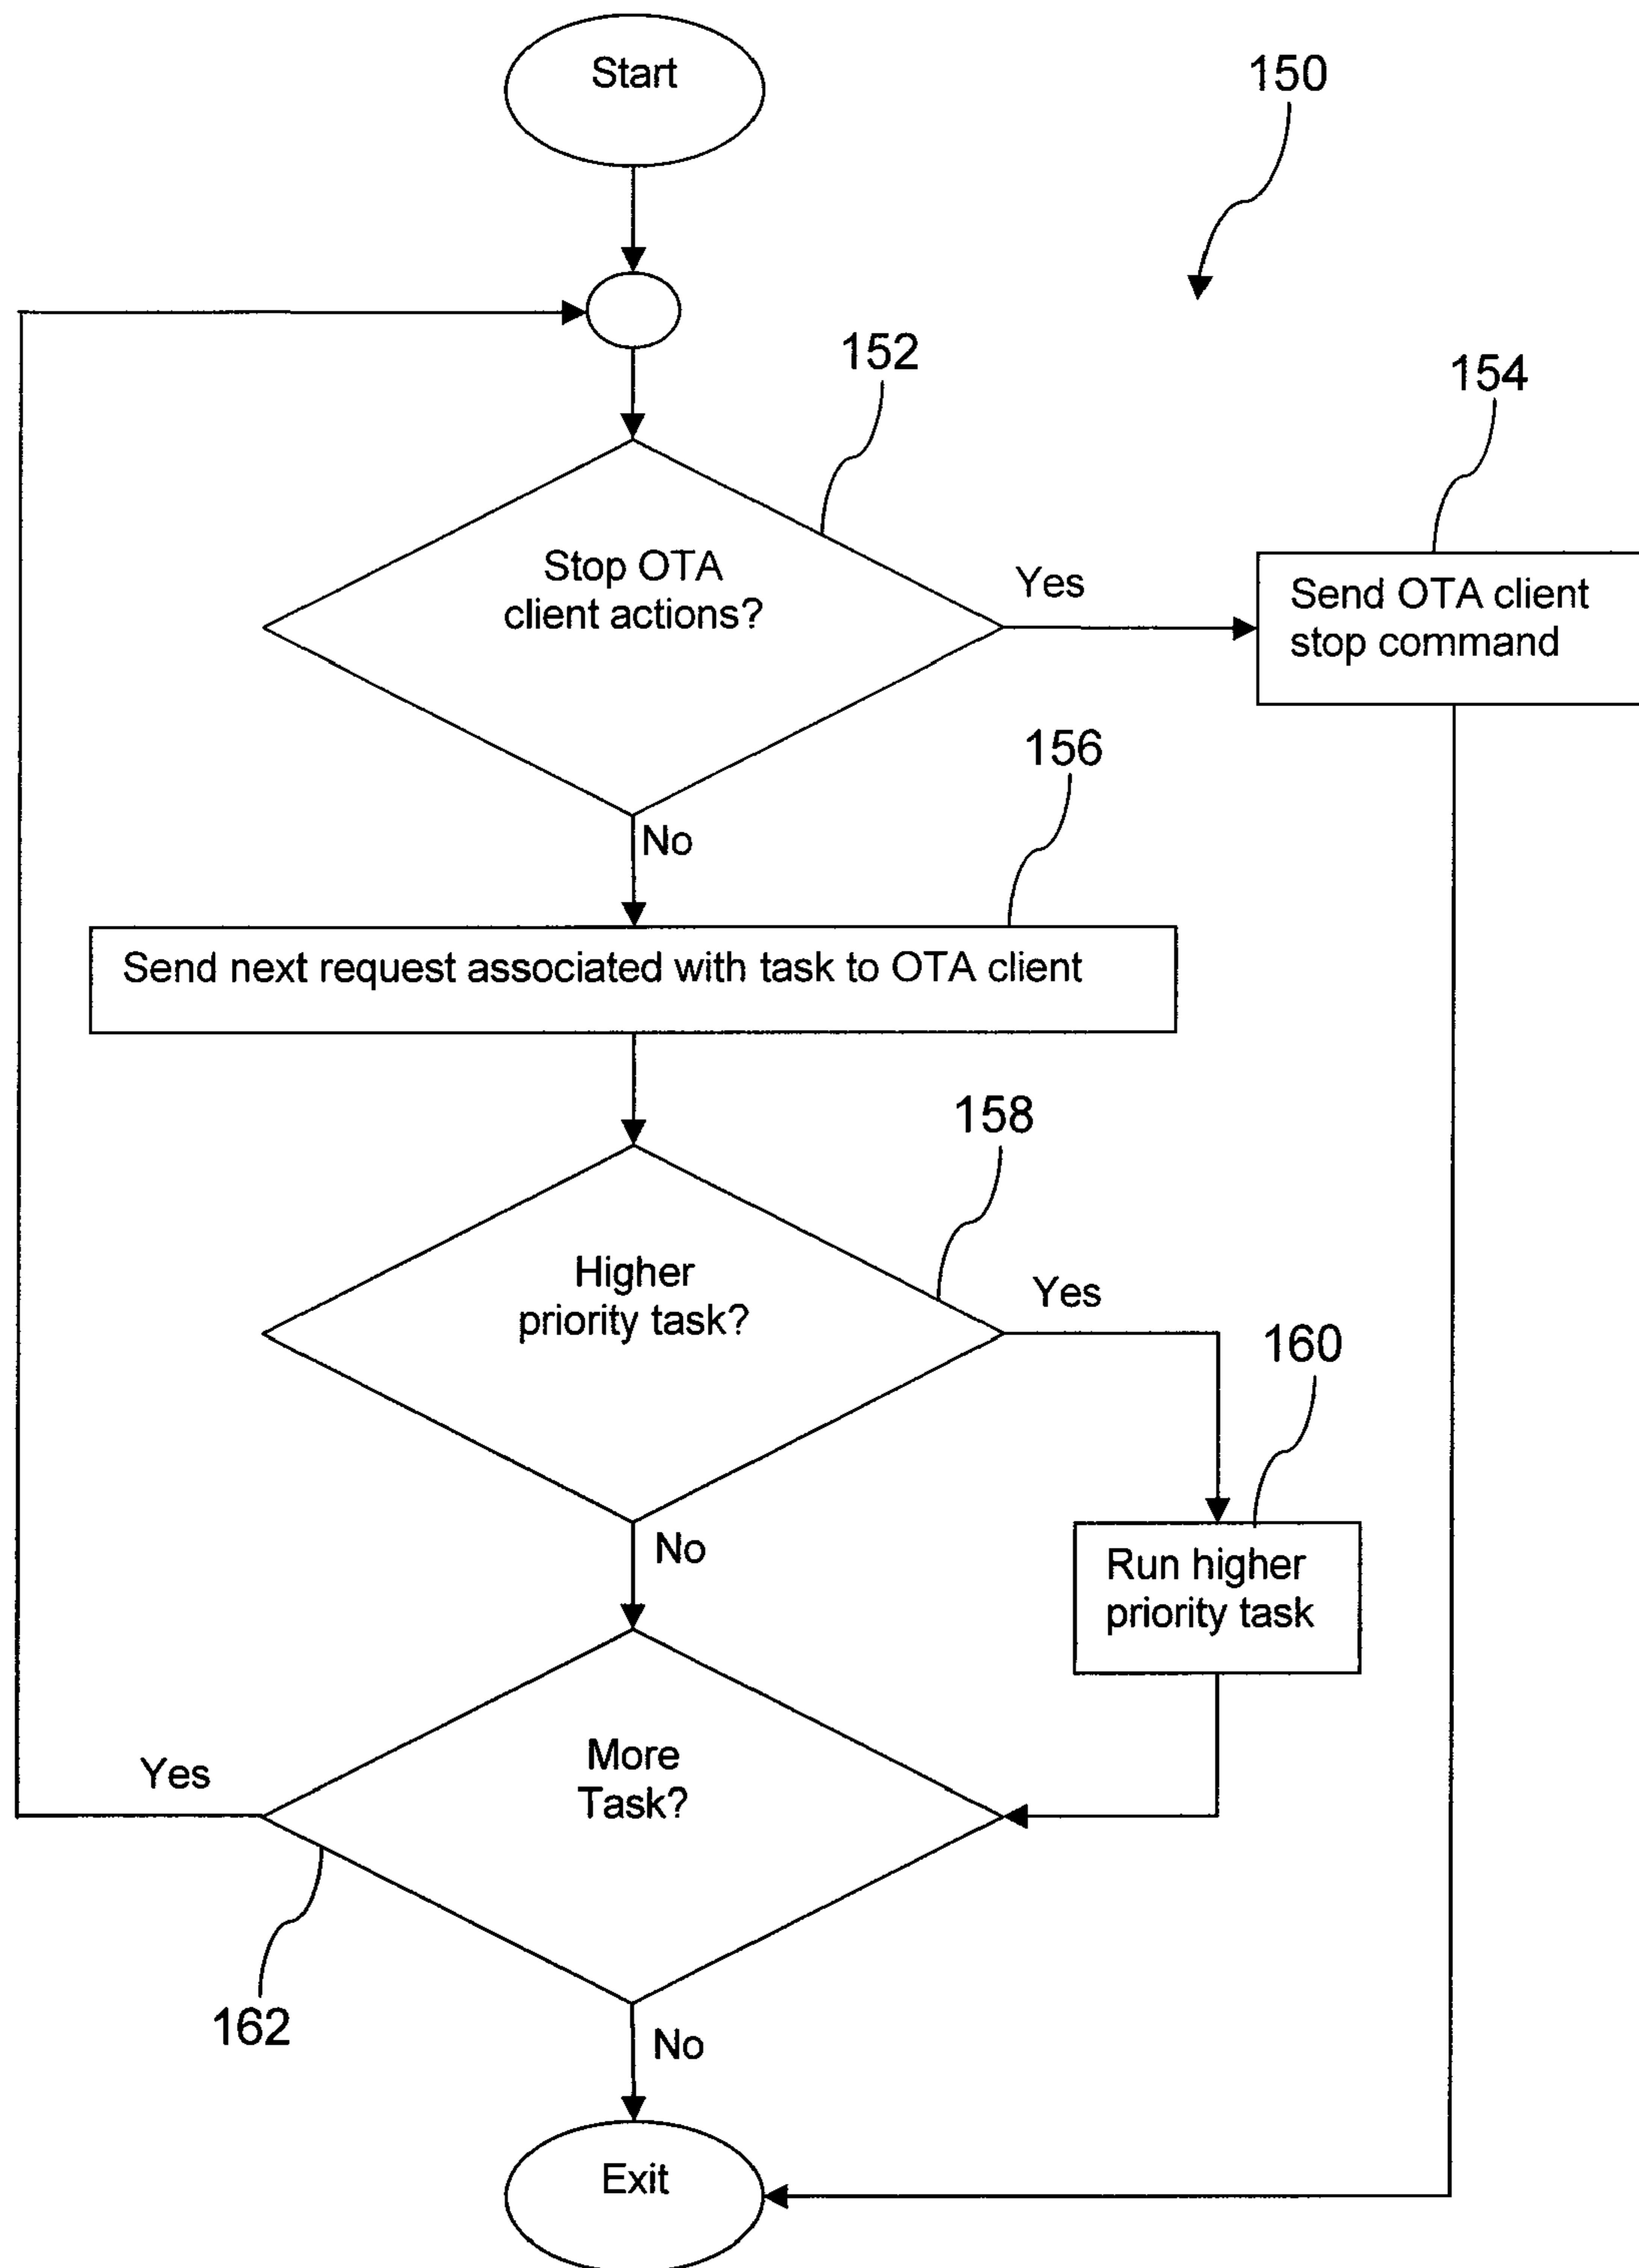 Start
150
152
154
Stop OTA
client actions?
Yes
Send OTA client
stop command
156
No
Send next request associated with task to OTA client
158
Higher
priority task?
Yes
160
No
Run higher
priority task
More
Task?
Yes
162
No
Exit